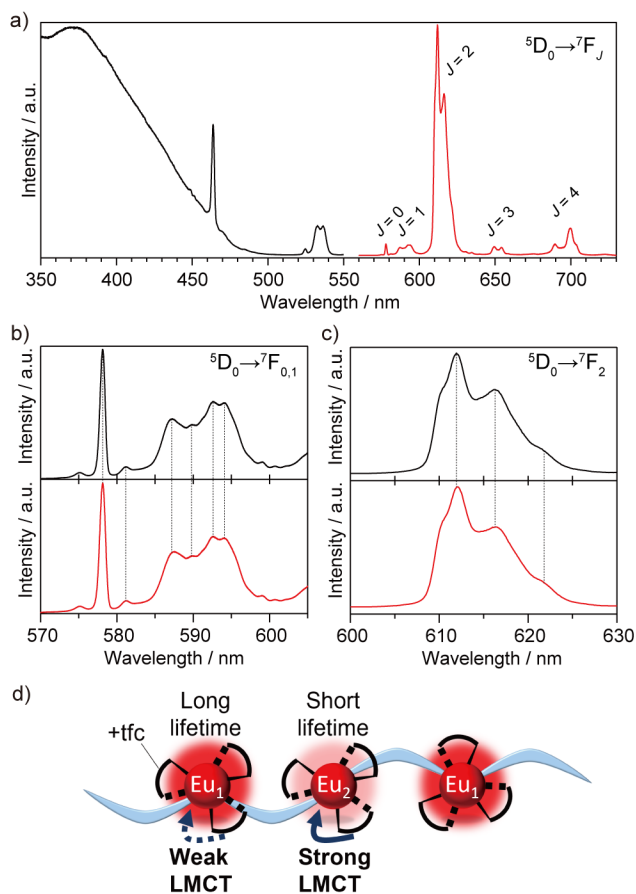 a)
⁵D₀→⁷F_J
J = 0
J = 1
J = 2
J = 3
J = 4
Intensity / a.u.
350 400 450 500 550 600 650 700
Wavelength / nm
b)
⁵D₀→⁷F₀,₁
Intensity / a.u.
Intensity / a.u.
570 580 590 600
Wavelength / nm
c)
⁵D₀→⁷F₂
Intensity / a.u.
Intensity / a.u.
600 610 620 630
Wavelength / nm
d)
Long
lifetime
Short
lifetime
+tfc
Eu₁
Eu₂
Eu₁
Weak
LMCT
Strong
LMCT